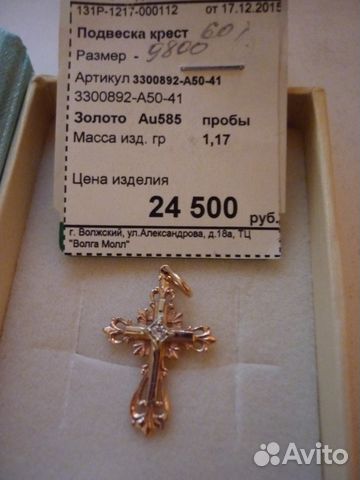 131Р-1217-000112 от 17.12.2015
Подвеска крест 60%
Размер - 9800
Артикул 3300892-А50-41
3300892-А50-41
Золото Au585 пробы
Масса изд. гр 1,17
Цена изделия
24 500 руб.
г. Волжский, ул.Александрова, д.18а, ТЦ
"Волга Молл"
Avito